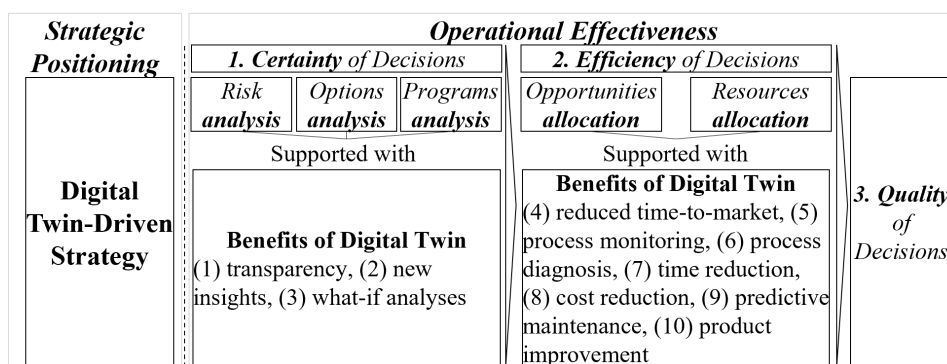 Strategic
Positioning
Digital
Twin-Driven
Strategy
Operational Effectiveness
1. Certainty of Decisions
Risk
analysis
Options
analysis
Programs
analysis
Supported with
Benefits of Digital Twin
(1) transparency, (2) new
insights, (3) what-if analyses
2. Efficiency of Decisions
Opportunities
allocation
Resources
allocation
Supported with
Benefits of Digital Twin
(4) reduced time-to-market, (5)
process monitoring, (6) process
diagnosis, (7) time reduction,
(8) cost reduction, (9) predictive
maintenance, (10) product
improvement
3. Quality
of
Decisions